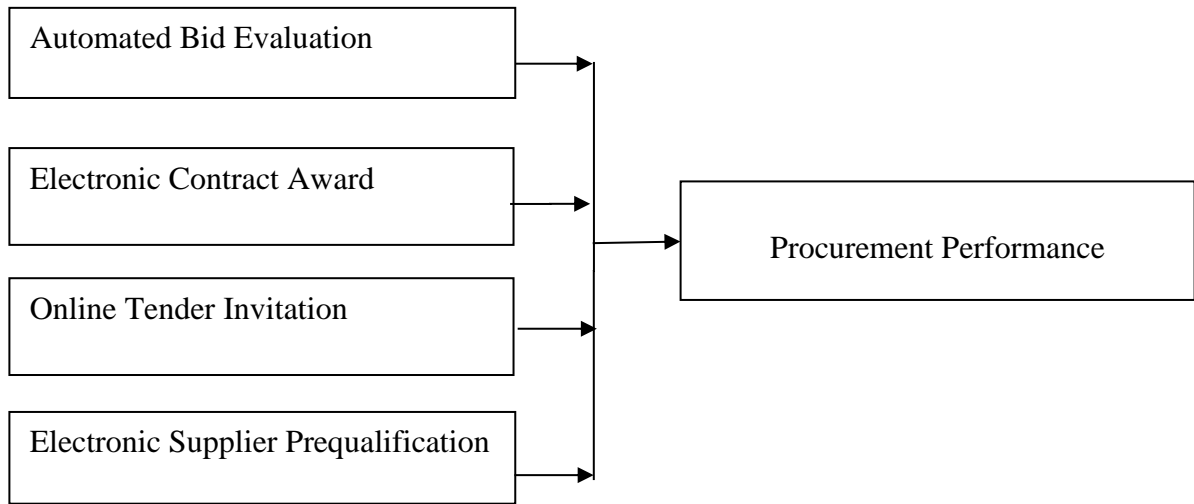 Automated Bid Evaluation
Electronic Contract Award
Online Tender Invitation
Electronic Supplier Prequalification
Procurement Performance